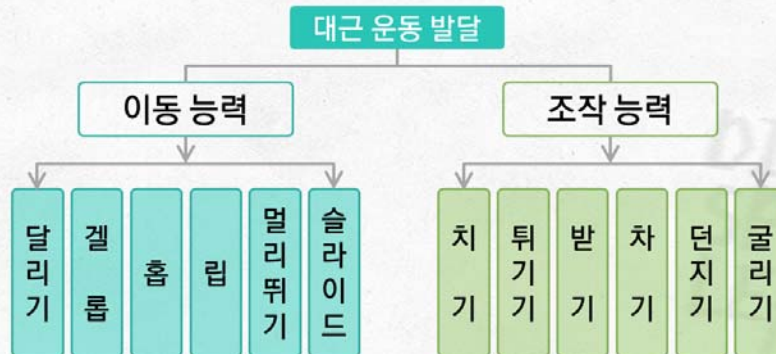 대근 운동 발달
이동 능력
조작 능력
달리기
겔롭
홉
립
멀리뛰기
슬라이드
치기
튀기기
받기
차기
던지기
굴리기